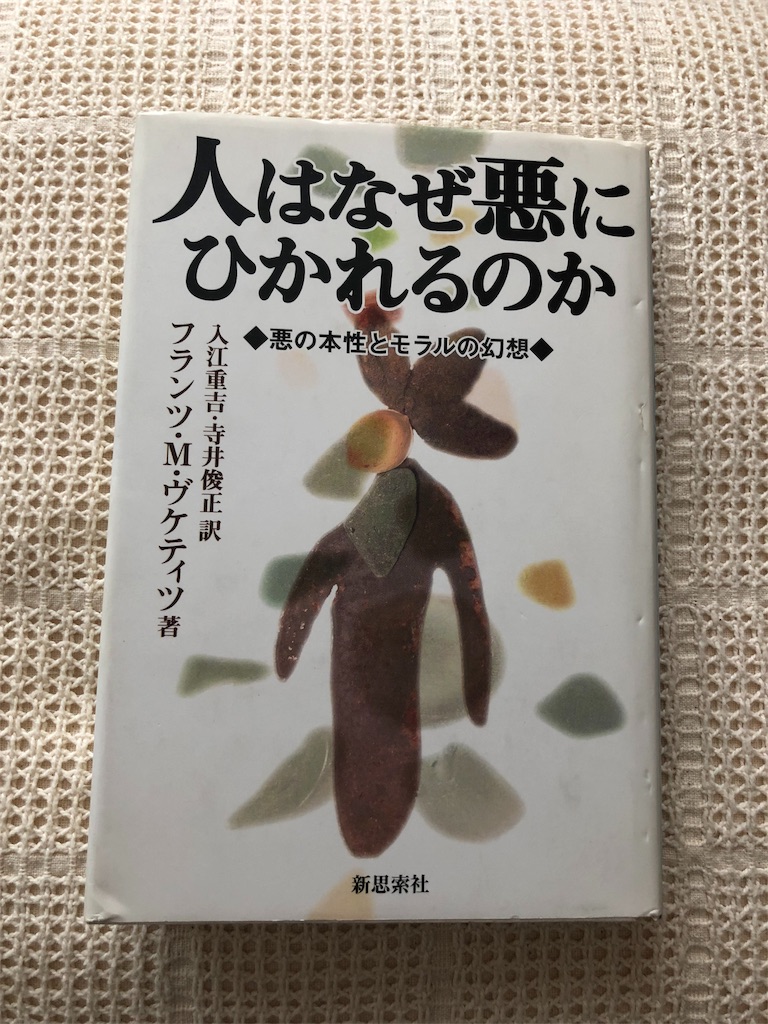 人はなぜ悪に
ひかれるのか
◆悪の本性とモラルの幻想◆
入江重吉・寺井俊正 訳
フランツ・M・ヴケティツ 著
新思索社